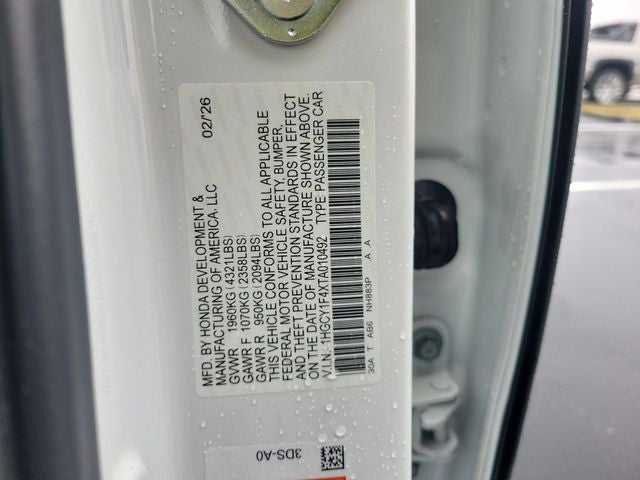 MFD. BY HONDA DEVELOPMENT & 02/'26
MANUFACTURING OF AMERICA, LLC
GVWR 1960KG(4321LBS)
GAWR F 1070KG(2358LBS)
GAWR R 950KG(2094LBS)
THIS VEHICLE CONFORMS TO ALL APPLICABLE
FEDERAL MOTOR VEHICLE SAFETY, BUMPER,
AND THEFT PREVENTION STANDARDS IN EFFECT
ON THE DATE OF MANUFACTURE SHOWN ABOVE.
V.I.N.: 1HGCY1F4XTA010492 TYPE:PASSENGER CAR
30A T AB6 NH883P A A
3DS-A0